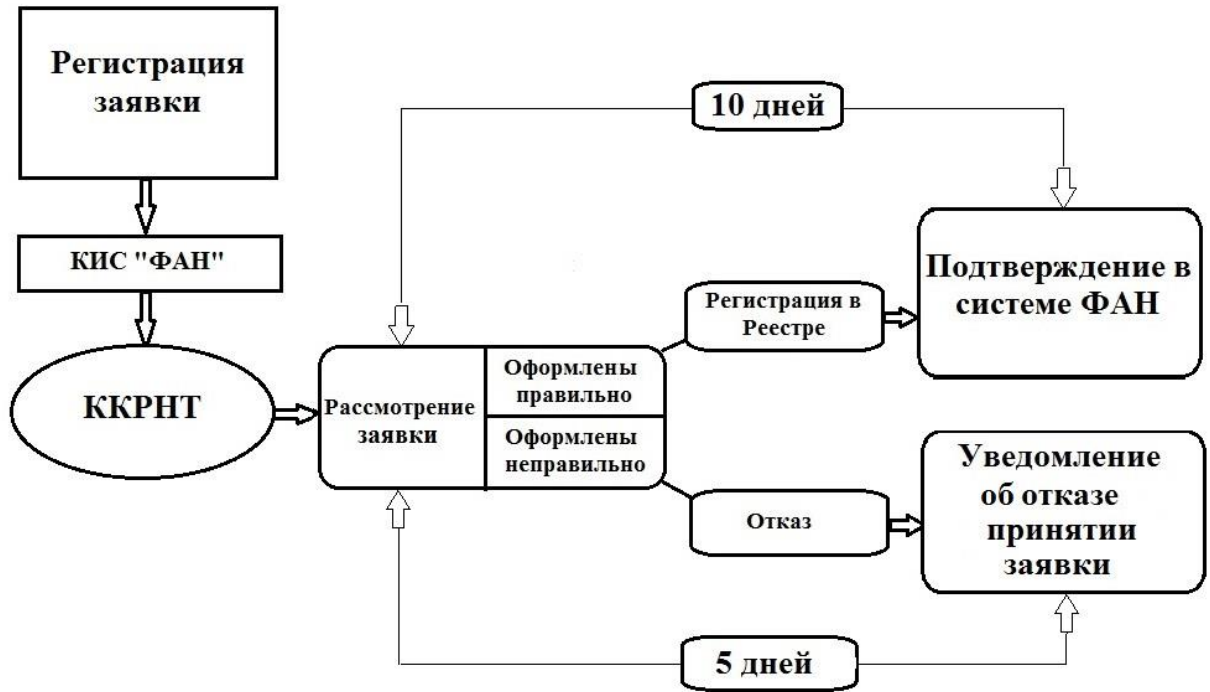 Регистрация
заявки
КИС "ФАН"
ККРНТ
Рассмотрение
заявки
Оформлены
правильно
Оформлены
неправильно
10 дней
Регистрация в
Реестре
Подтверждение в
системе ФАН
Отказ
Уведомление
об отказе
принятии
заявки
5 дней